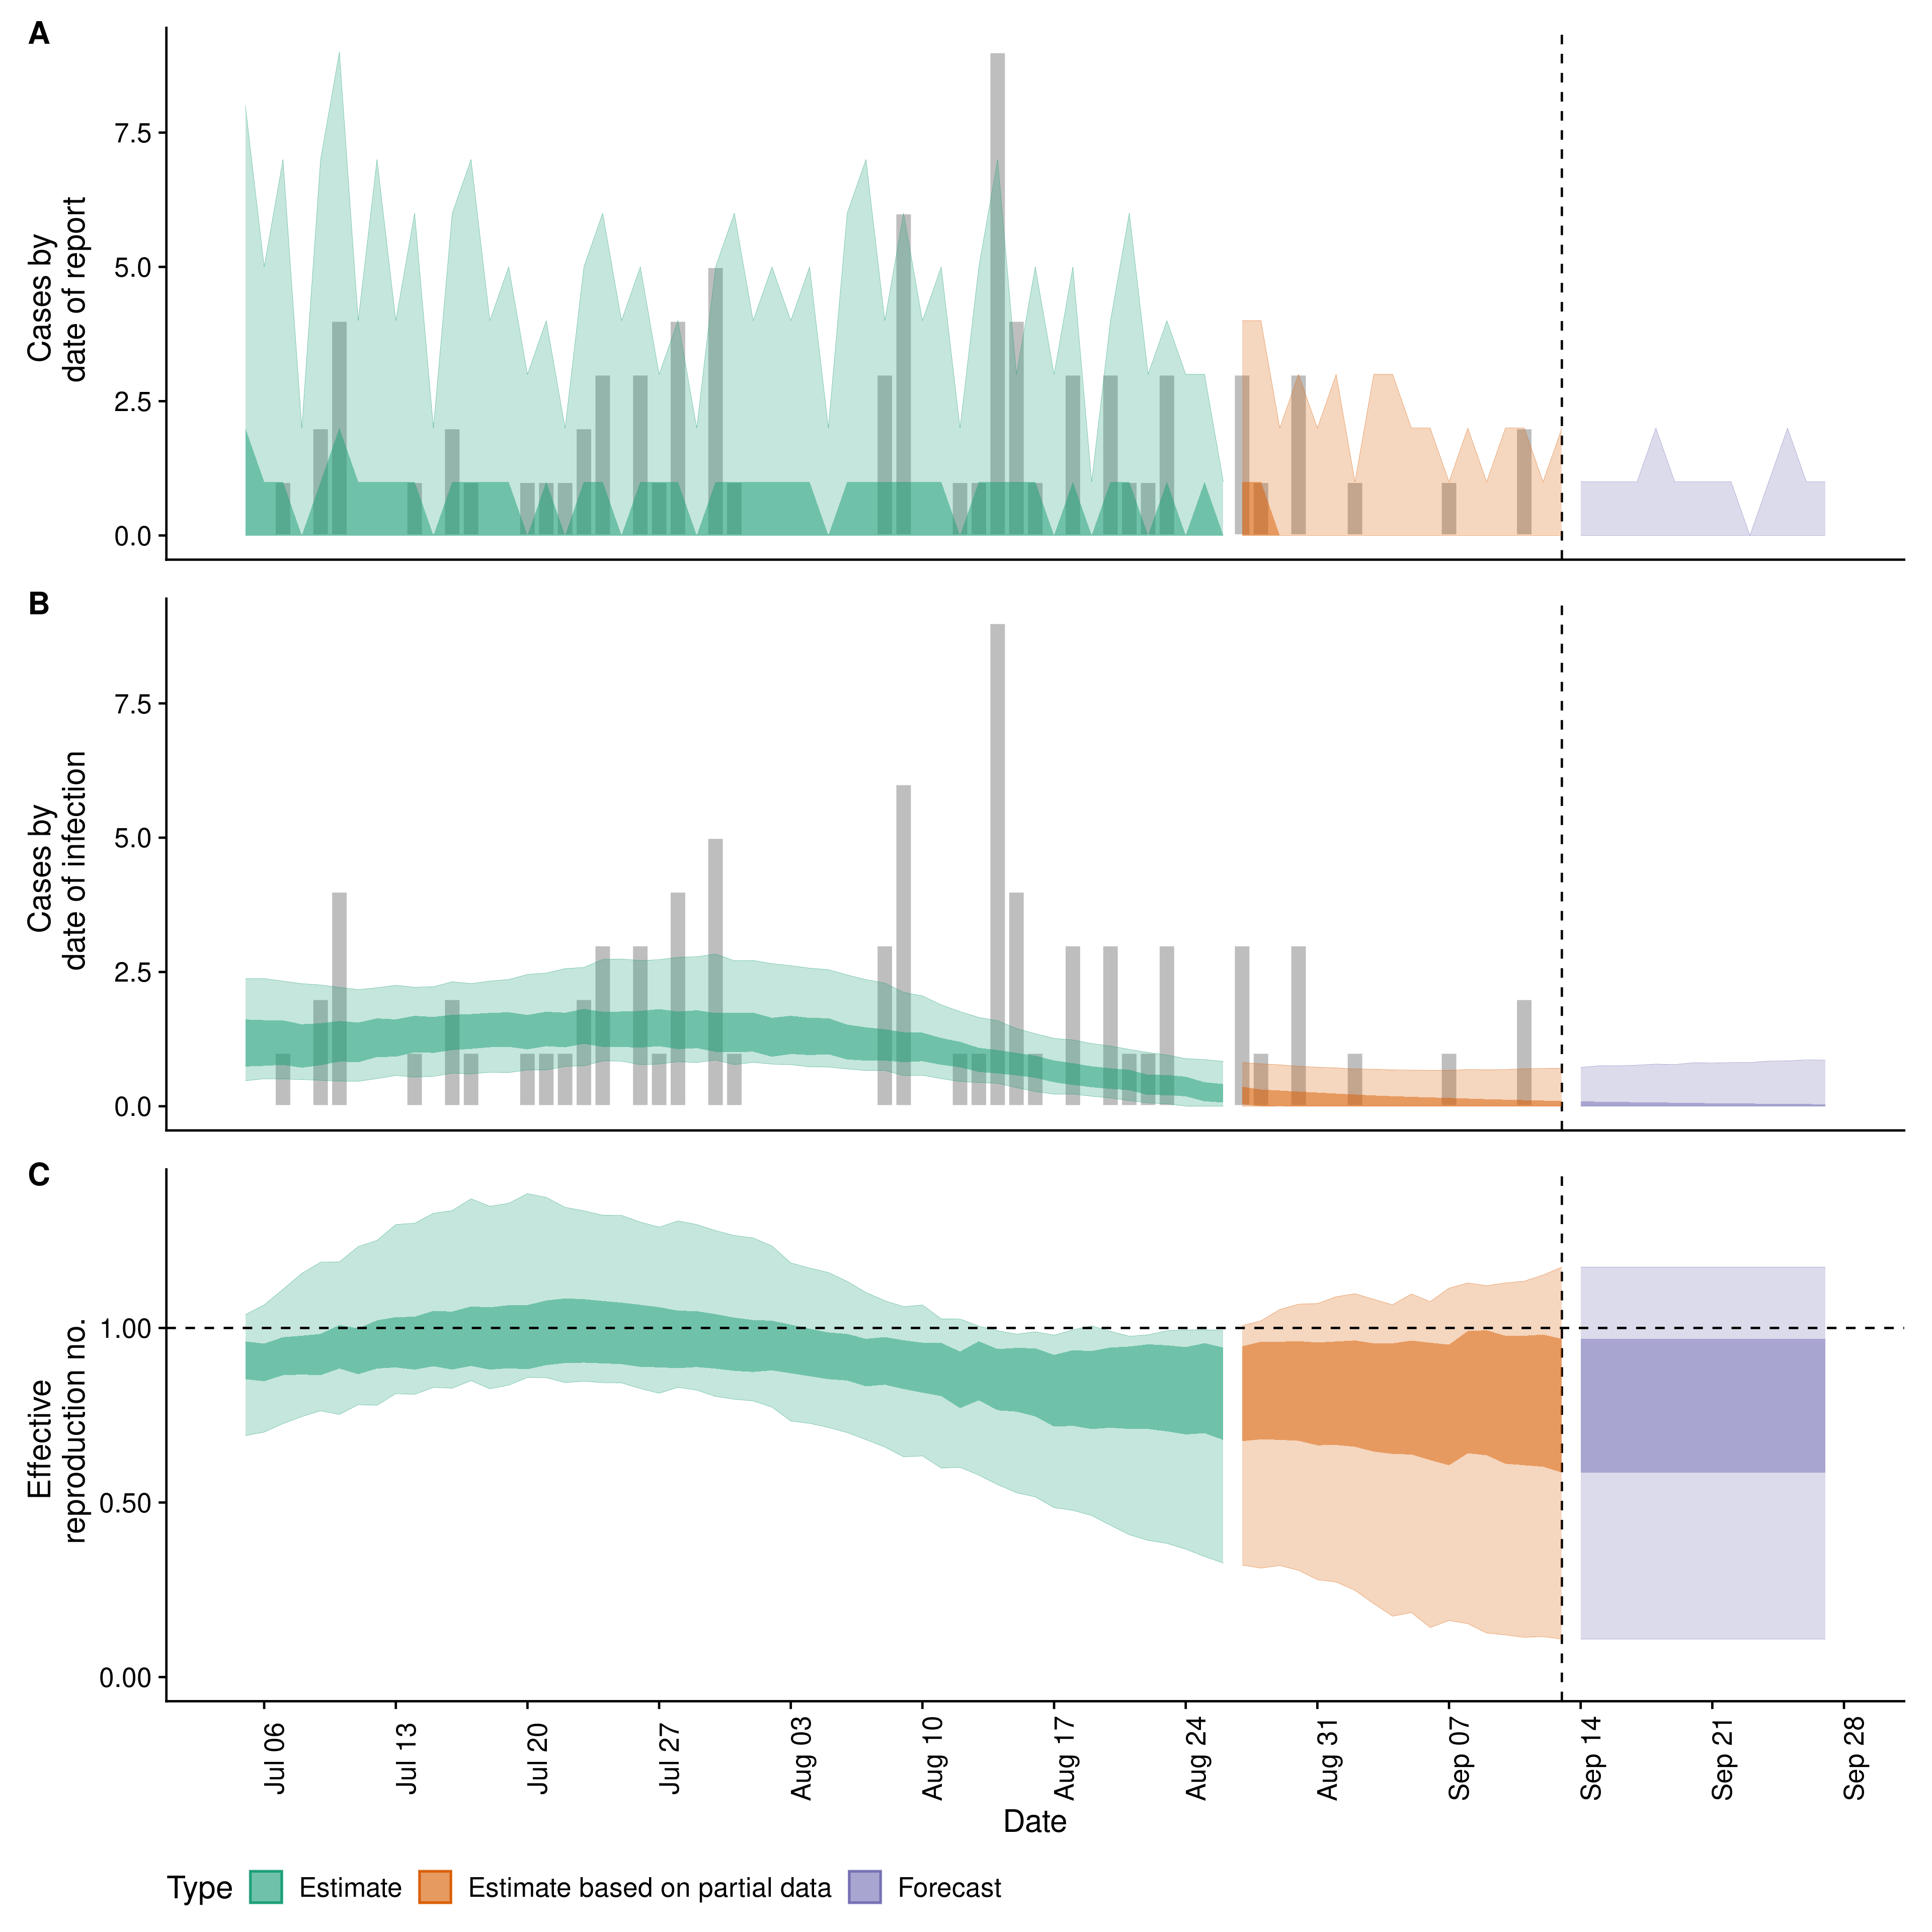 A
7.5
5.0
2.5
0.0
Cases by
date of report
B
7.5
5.0
2.5
0.0
Cases by
date of infection
C
1.00
0.50
0.00
Effective
reproduction no.
Jul 06
Jul 13
Jul 20
Jul 27
Aug 03
Aug 10
Aug 17
Aug 24
Aug 31
Sep 07
Sep 14
Sep 21
Sep 28
Date
Type Estimate Estimate based on partial data Forecast